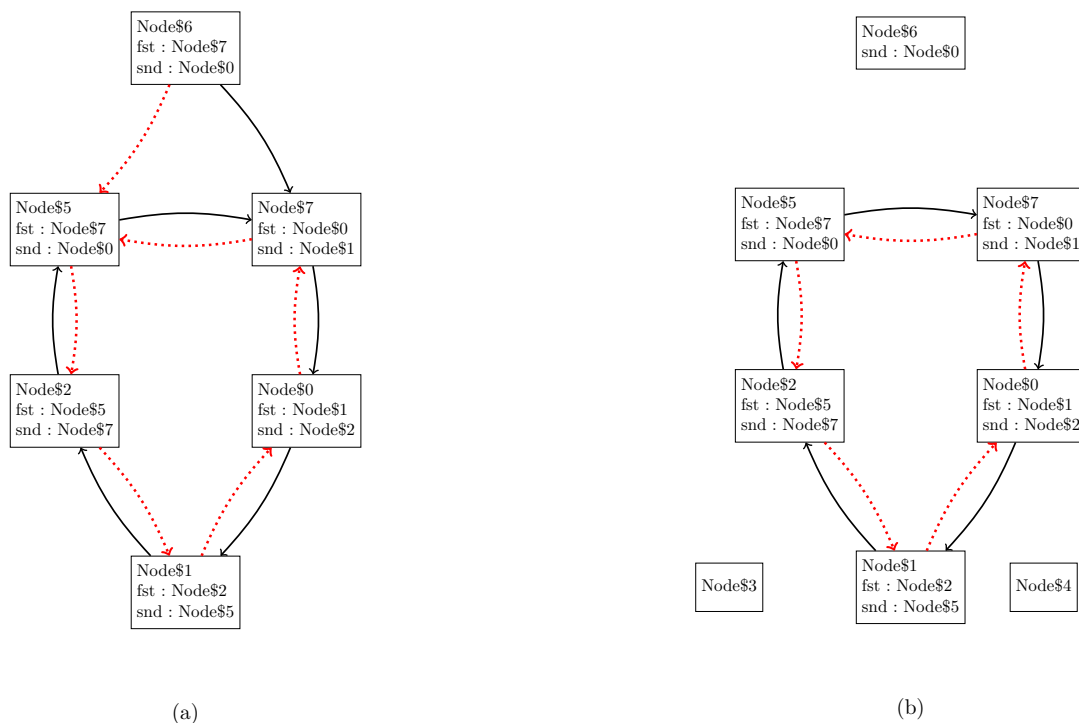 Node$6
fst : Node$7
snd : Node$0
Node$5
fst : Node$7
snd : Node$0
Node$7
fst : Node$0
snd : Node$1
Node$2
fst : Node$5
snd : Node$7
Node$0
fst : Node$1
snd : Node$2
Node$1
fst : Node$2
snd : Node$5
(a)
Node$6
snd : Node$0
Node$5
fst : Node$7
snd : Node$0
Node$7
fst : Node$0
snd : Node$1
Node$2
fst : Node$5
snd : Node$7
Node$0
fst : Node$1
snd : Node$2
Node$3
Node$1
fst : Node$2
snd : Node$5
Node$4
(b)